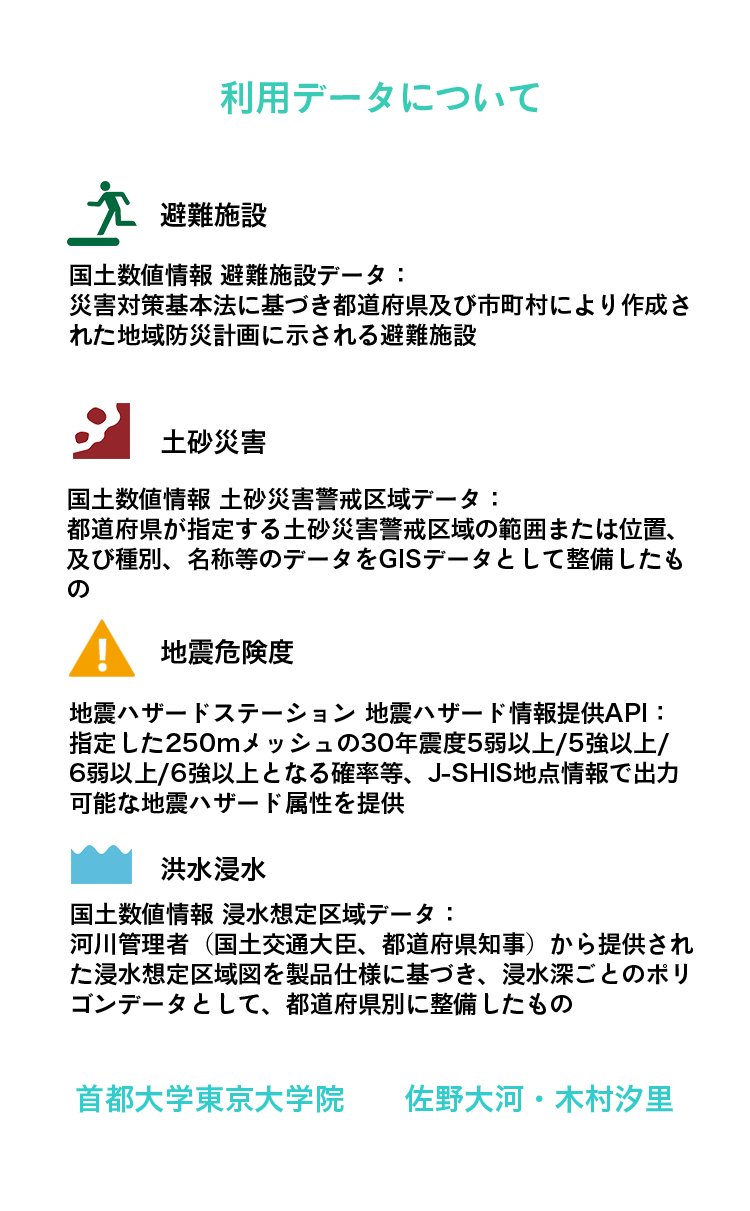 利用データについて
避難施設
国土数値情報 避難施設データ：
災害対策基本法に基づき都道府県及び市町村により作成さ
れた地域防災計画に示される避難施設
土砂災害
国土数値情報 土砂災害警戒区域データ：
都道府県が指定する土砂災害警戒区域の範囲または位置、
及び種別、名称等のデータをGISデータとして整備したも
の
地震危険度
地震ハザードステーション 地震ハザード情報提供API：
指定した250mメッシュの30年震度5弱以上/5強以上/
6弱以上/6強以上となる確率等、J-SHIS地点情報で出力
可能な地震ハザード属性を提供
洪水浸水
国土数値情報 浸水想定区域データ：
河川管理者（国土交通大臣、都道府県知事）から提供され
た浸水想定区域図を製品仕様に基づき、浸水深ごとのポリ
ゴンデータとして、都道府県別に整備したもの
首都大学東京大学院　　佐野大河・木村汐里